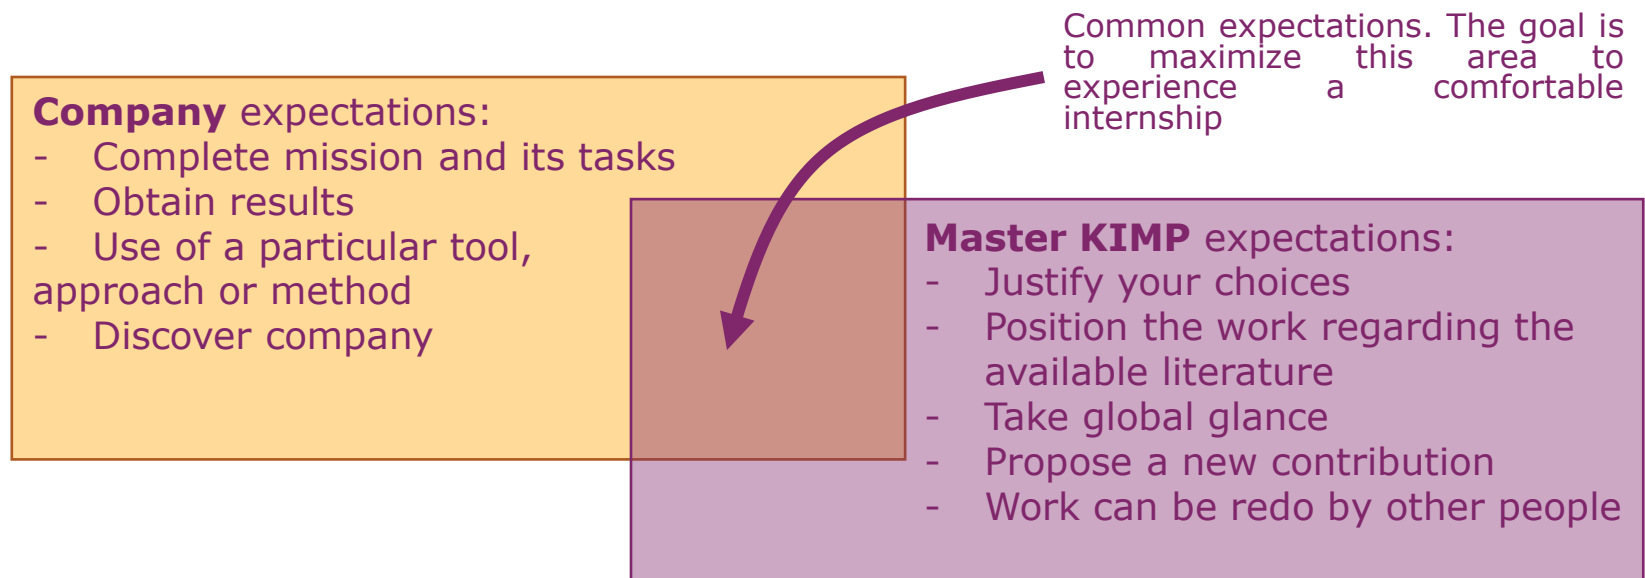 Common expectations. The goal is
to maximize this area to
experience a comfortable
internship
Company expectations:
- Complete mission and its tasks
- Obtain results
- Use of a particular tool,
approach or method
- Discover company
Master KIMP expectations:
- Justify your choices
- Position the work regarding the
available literature
- Take global glance
- Propose a new contribution
- Work can be redo by other people